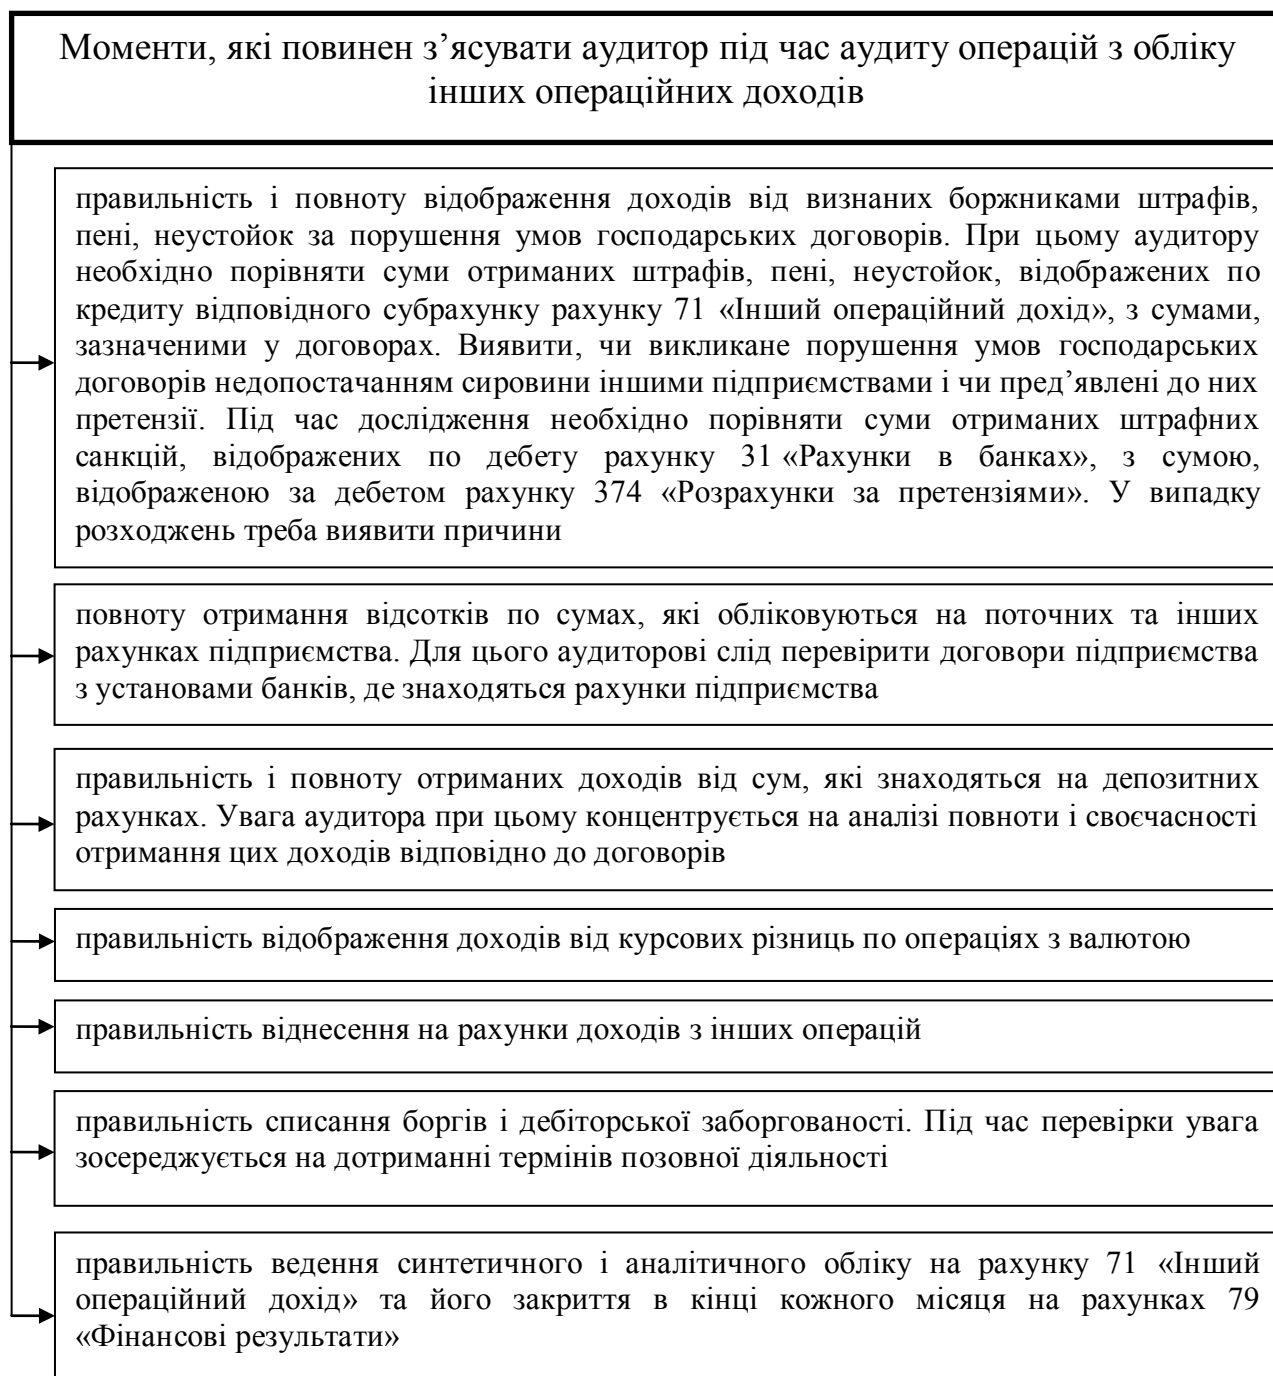 Моменти, які повинен з’ясувати аудитор під час аудиту операцій з обліку
інших операційних доходів
правильність і повноту відображення доходів від визнаних боржниками штрафів,
пені, неустойок за порушення умов господарських договорів. При цьому аудитору
необхідно порівняти суми отриманих штрафів, пені, неустойок, відображених по
кредиту відповідного субрахунку рахунку 71 «Інший операційний дохід», з сумами,
зазначеними у договорах. Виявити, чи викликане порушення умов господарських
договорів недопостачанням сировини іншими підприємствами і чи пред’явлені до них
претензії. Під час дослідження необхідно порівняти суми отриманих штрафних
санкцій, відображених по дебету рахунку 31 «Рахунки в банках», з сумою,
відображеною за дебетом рахунку 374 «Розрахунки за претензіями». У випадку
розходжень треба виявити причини
повноту отримання відсотків по сумах, які обліковуються на поточних та інших
рахунках підприємства. Для цього аудиторові слід перевірити договори підприємства
з установами банків, де знаходяться рахунки підприємства
правильність і повноту отриманих доходів від сум, які знаходяться на депозитних
рахунках. Увага аудитора при цьому концентрується на аналізі повноти і своєчасності
отримання цих доходів відповідно до договорів
правильність відображення доходів від курсових різниць по операціях з валютою
правильність віднесення на рахунки доходів з інших операцій
правильність списання боргів і дебіторської заборгованості. Під час перевірки увага
зосереджується на дотриманні термінів позовної діяльності
правильність ведення синтетичного і аналітичного обліку на рахунку 71 «Інший
операційний дохід» та його закриття в кінці кожного місяця на рахунках 79
«Фінансові результати»